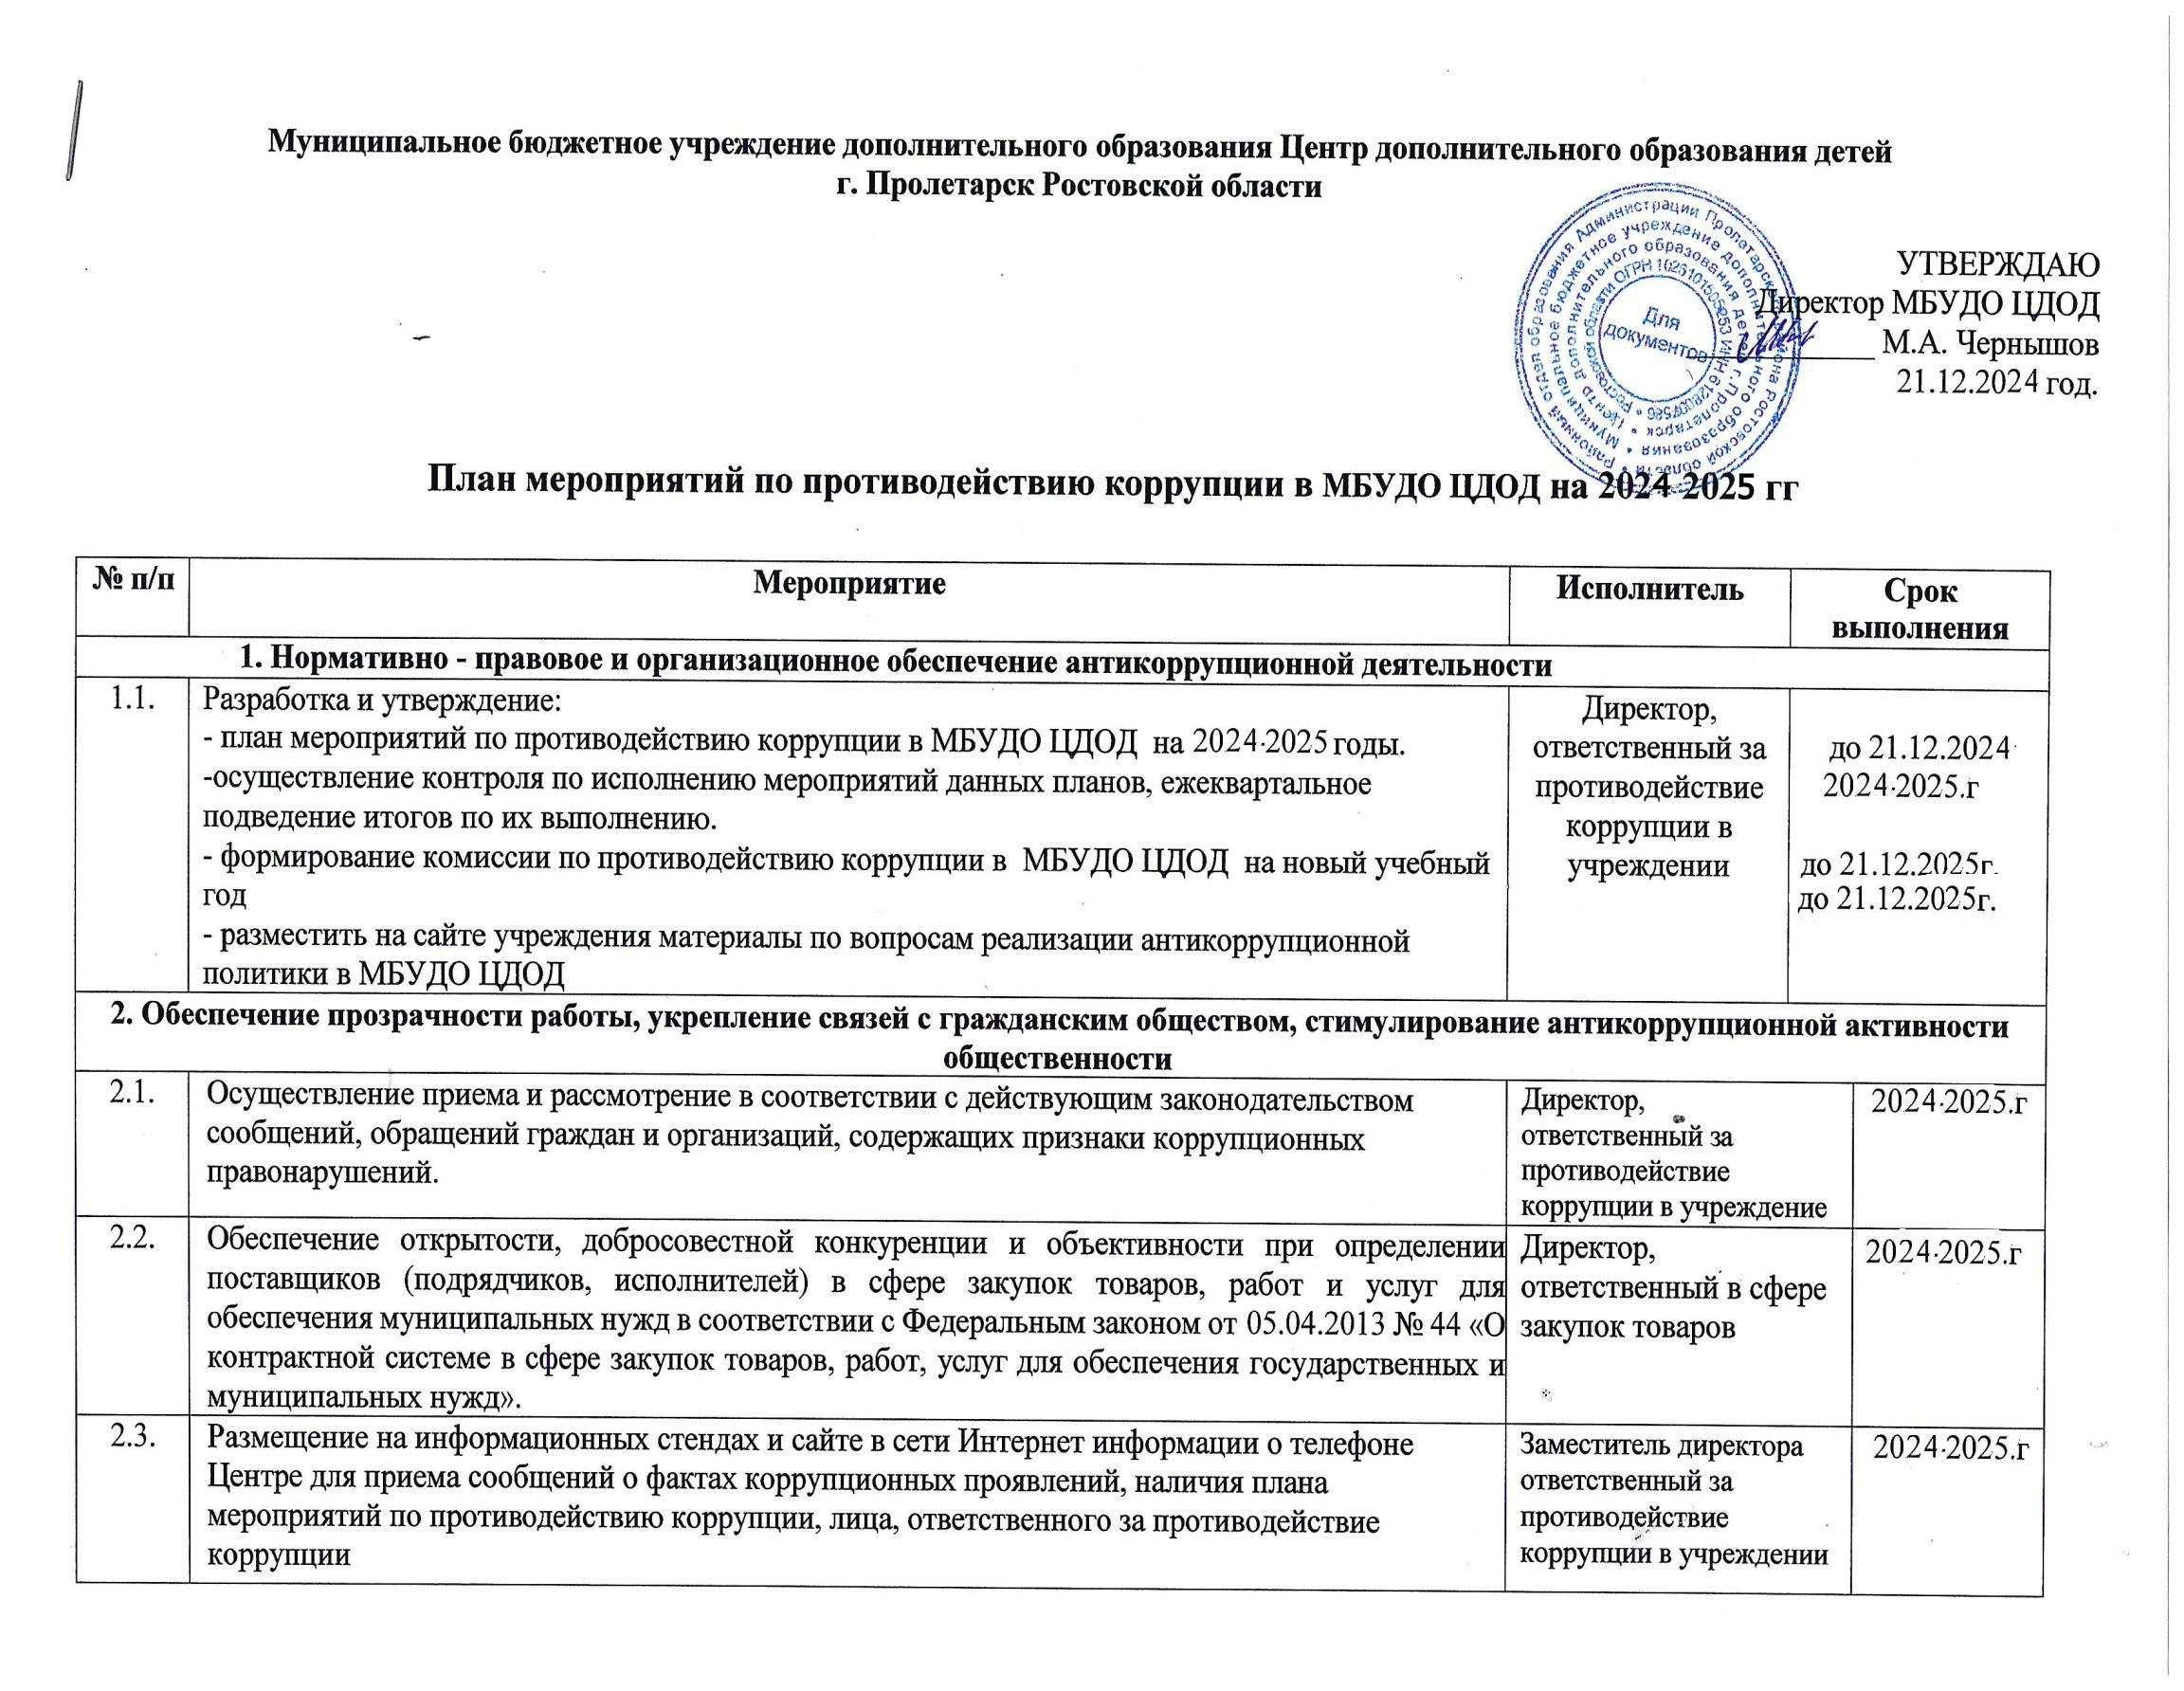 Муниципальное бюджетное учреждение дополнительного образования Центр дополнительного образования детей
г. Пролетарск Ростовской области
УТВЕРЖДАЮ
Директор МБУДО ЦДОД
М.А. Чернышов
21.12.2024 год.
Для
документов
План мероприятий по противодействию коррупции в МБУДО ЦДОД на 2024-2025 гг
№ п/п
Мероприятие
Исполнитель
Срок
выполнения
1. Нормативно - правовое и организационное обеспечение антикоррупционной деятельности
1.1.
Разработка и утверждение:
- план мероприятий по противодействию коррупции в МБУДО ЦДОД на 2024-2025 годы.
-осуществление контроля по исполнению мероприятий данных планов, ежеквартальное
подведение итогов по их выполнению.
- формирование комиссии по противодействию коррупции в МБУДО ЦДОД на новый учебный
год
- разместить на сайте учреждения материалы по вопросам реализации антикоррупционной
политики в МБУДО ЦДОД
Директор,
ответственный за
противодействие
коррупции в
учреждении
до 21.12.2024
2024-2025.г
до 21.12.2025г.
до 21.12.2025г.
2. Обеспечение прозрачности работы, укрепление связей с гражданским обществом, стимулирование антикоррупционной активности
общественности
2.1.
Осуществление приема и рассмотрение в соответствии с действующим законодательством
сообщений, обращений граждан и организаций, содержащих признаки коррупционных
правонарушений.
Директор,
ответственный за
противодействие
коррупции в учреждение
2024-2025.г
2.2.
Обеспечение открытости, добросовестной конкуренции и объективности при определении
поставщиков (подрядчиков, исполнителей) в сфере закупок товаров, работ и услуг для
обеспечения муниципальных нужд в соответствии с Федеральным законом от 05.04.2013 № 44 «О
контрактной системе в сфере закупок товаров, работ, услуг для обеспечения государственных и
муниципальных нужд».
Директор,
ответственный в сфере
закупок товаров
2024-2025.г
2.3.
Размещение на информационных стендах и сайте в сети Интернет информации о телефоне
Центре для приема сообщений о фактах коррупционных проявлений, наличия плана
мероприятий по противодействию коррупции, лица, ответственного за противодействие
коррупции
Заместитель директора
ответственный за
противодействие
коррупции в учреждении
2024-2025.г